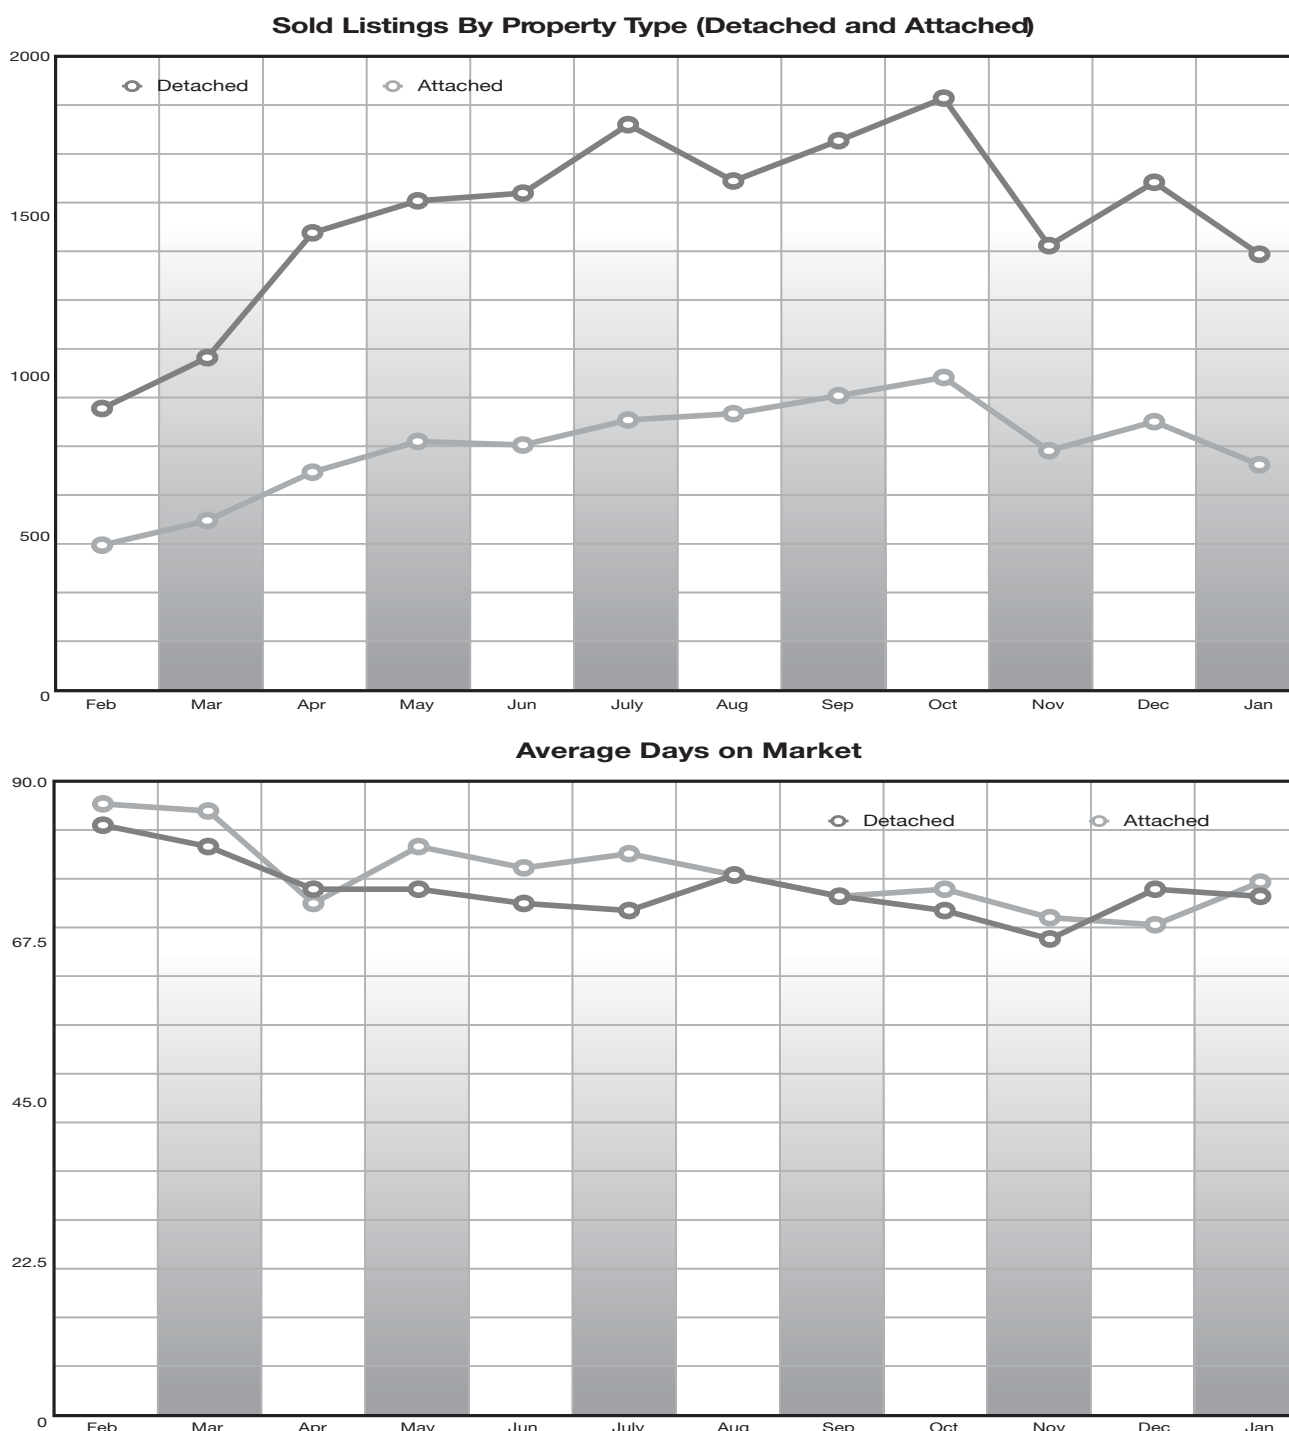 Sold Listings By Property Type (Detached and Attached)
2000
Detached Attached
1500
1000
500
0
Feb Mar Apr May Jun July Aug Sep Oct Nov Dec Jan
Average Days on Market
90.0
Detached Attached
67.5
45.0
22.5
0
Feb Mar Apr May Jun July Aug Sep Oct Nov Dec Jan